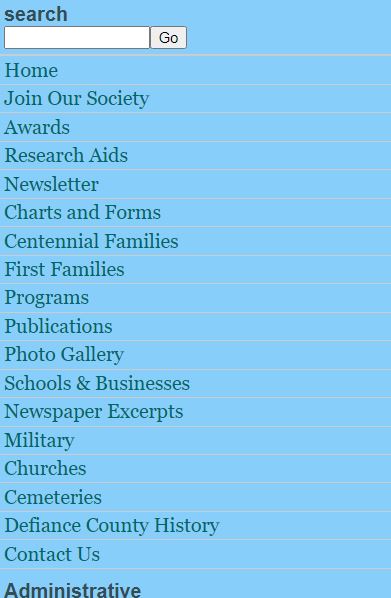 search
Go
Home
Join Our Society
Awards
Research Aids
Newsletter
Charts and Forms
Centennial Families
First Families
Programs
Publications
Photo Gallery
Schools & Businesses
Newspaper Excerpts
Military
Churches
Cemeteries
Defiance County History
Contact Us
Administrative